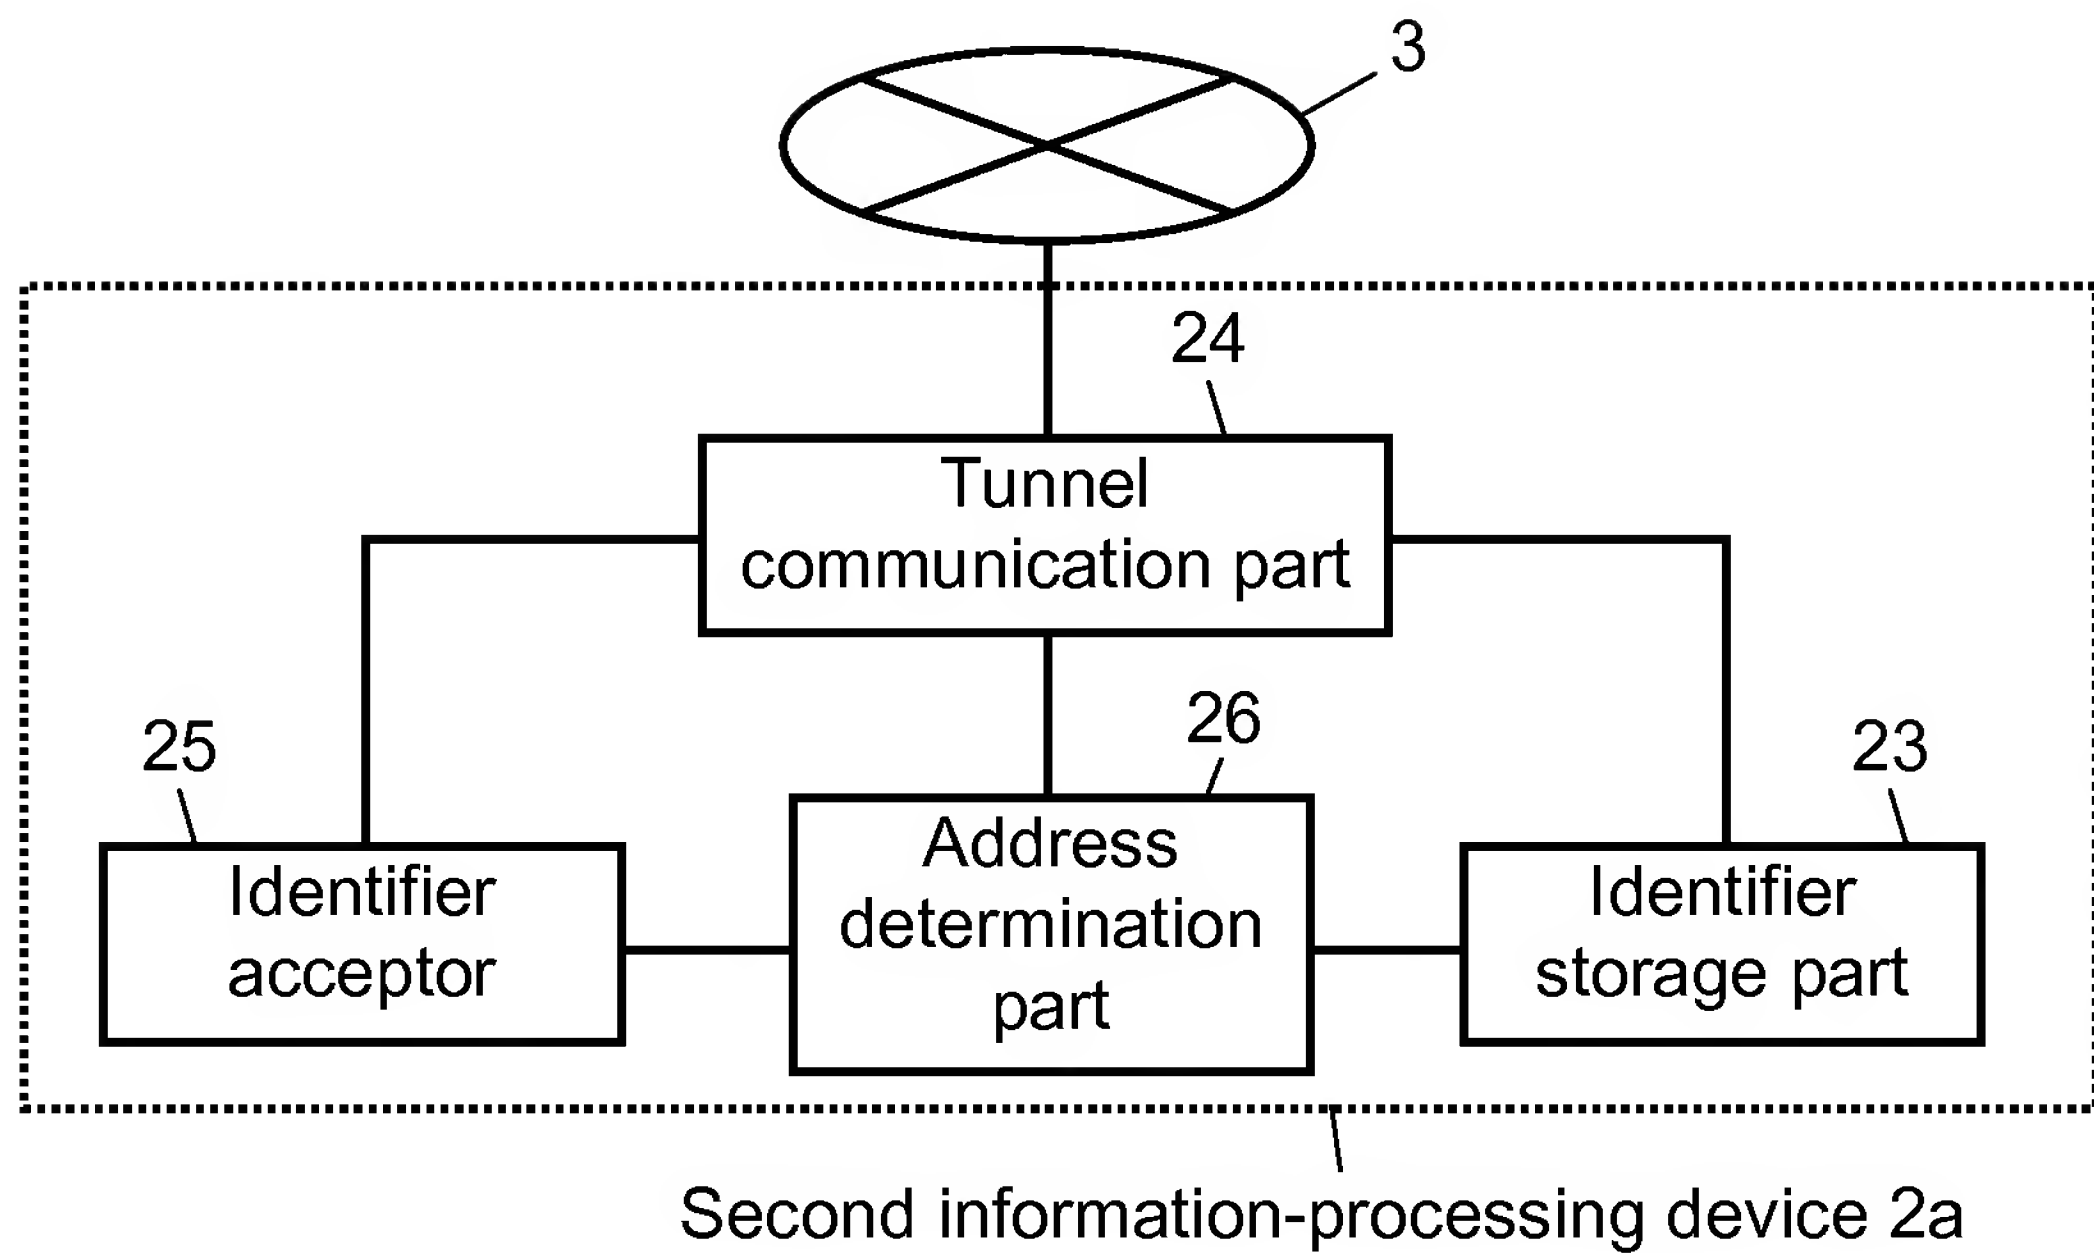 3
24
Tunnel
communication part
25
26
23
Identifier
acceptor
Address
determination
part
Identifier
storage part
Second information-processing device 2a